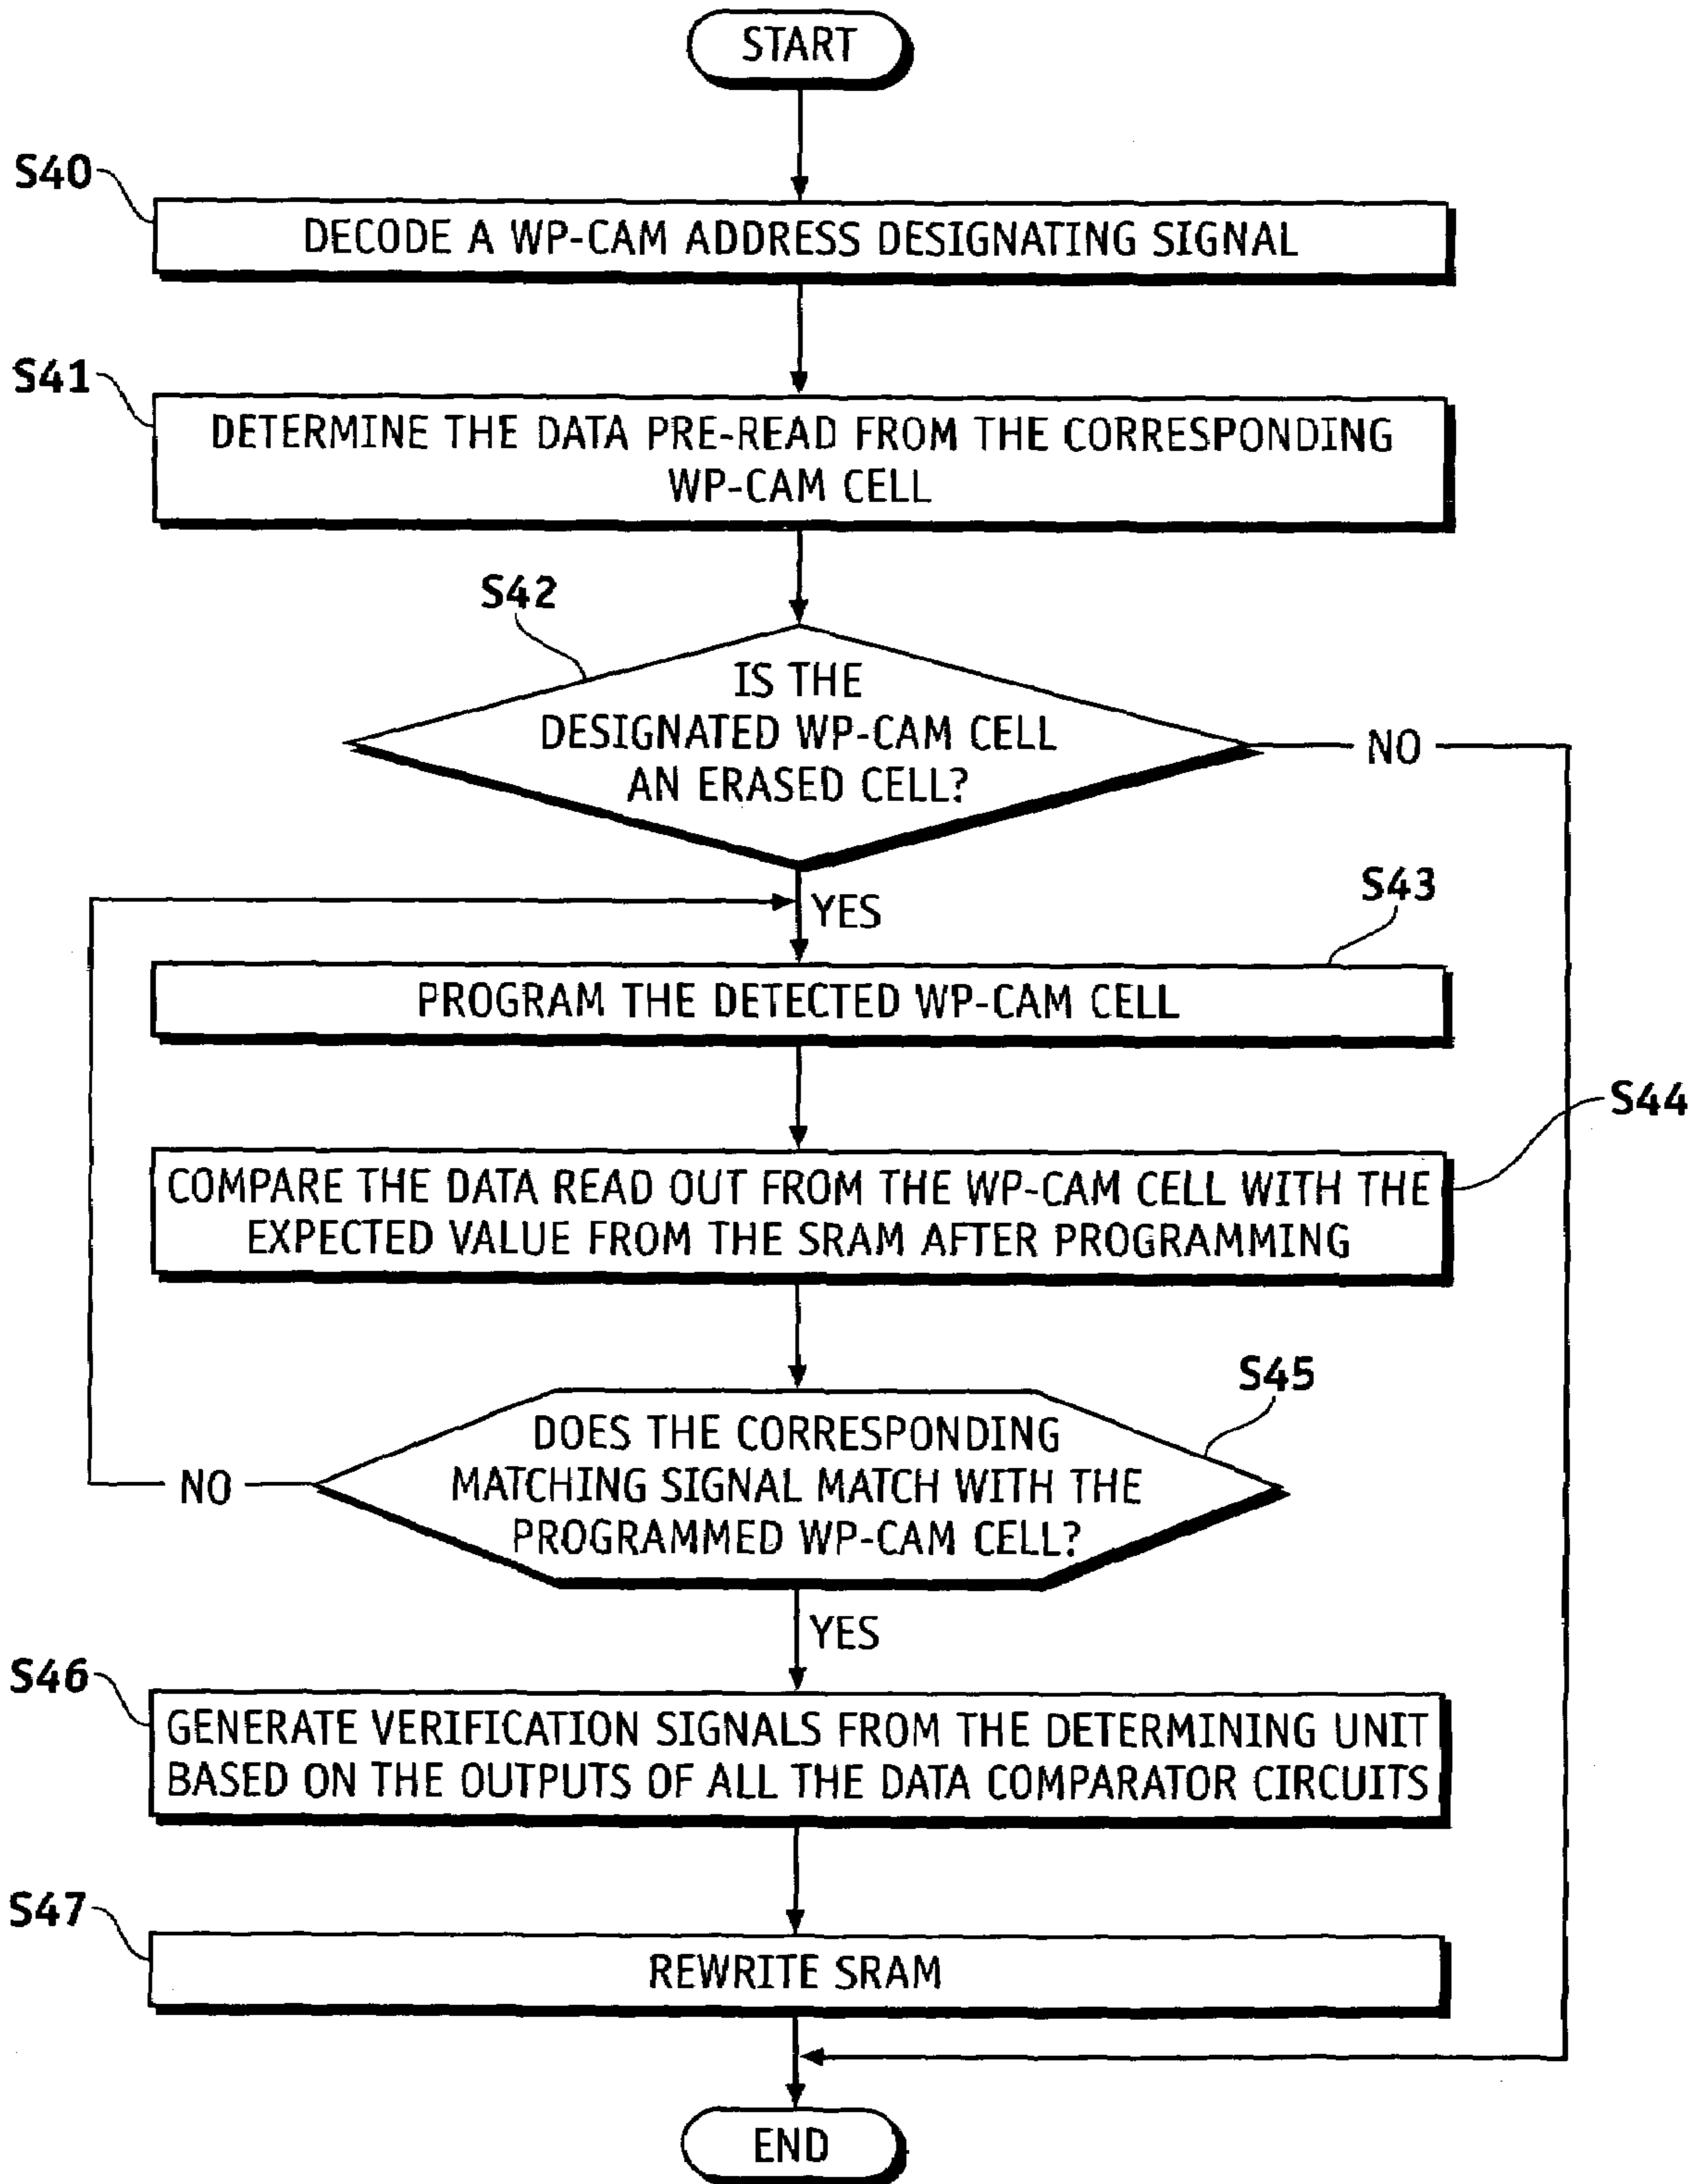 START
S40
DECODE A WP-CAM ADDRESS DESIGNATING SIGNAL
S41
DETERMINE THE DATA PRE-READ FROM THE CORRESPONDING
WP-CAM CELL
S42
IS THE
DESIGNATED WP-CAM CELL
AN ERASED CELL?
NO
YES
S43
PROGRAM THE DETECTED WP-CAM CELL
S44
COMPARE THE DATA READ OUT FROM THE WP-CAM CELL WITH THE
EXPECTED VALUE FROM THE SRAM AFTER PROGRAMMING
S45
DOES THE CORRESPONDING
MATCHING SIGNAL MATCH WITH THE
PROGRAMMED WP-CAM CELL?
NO
YES
S46
GENERATE VERIFICATION SIGNALS FROM THE DETERMINING UNIT
BASED ON THE OUTPUTS OF ALL THE DATA COMPARATOR CIRCUITS
S47
REWRITE SRAM
END